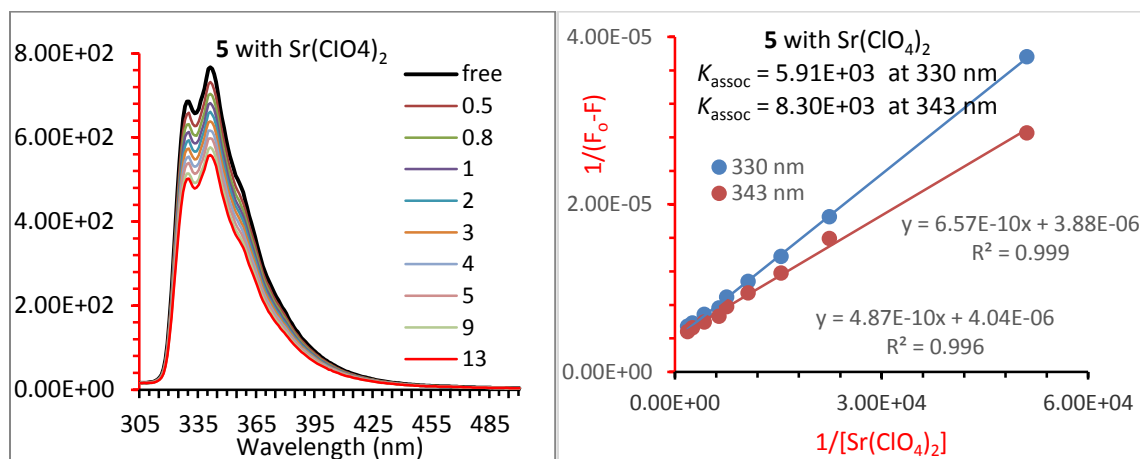 5 with Sr(ClO4)2
8.00E+02
6.00E+02
4.00E+02
2.00E+02
0.00E+00
free
0.5
0.8
1
2
3
4
5
9
13
305 335 365 395 425 455 485
Wavelength (nm)
5 with Sr(ClO₄)₂
Kassoc = 5.91E+03 at 330 nm
Kassoc = 8.30E+03 at 343 nm
4.00E-05
2.00E-05
0.00E+00
1/(Fo-F)
330 nm
343 nm
y = 6.57E-10x + 3.88E-06
R² = 0.999
y = 4.87E-10x + 4.04E-06
R² = 0.996
0.00E+00 3.00E+04 6.00E+04
1/[Sr(ClO₄)₂]